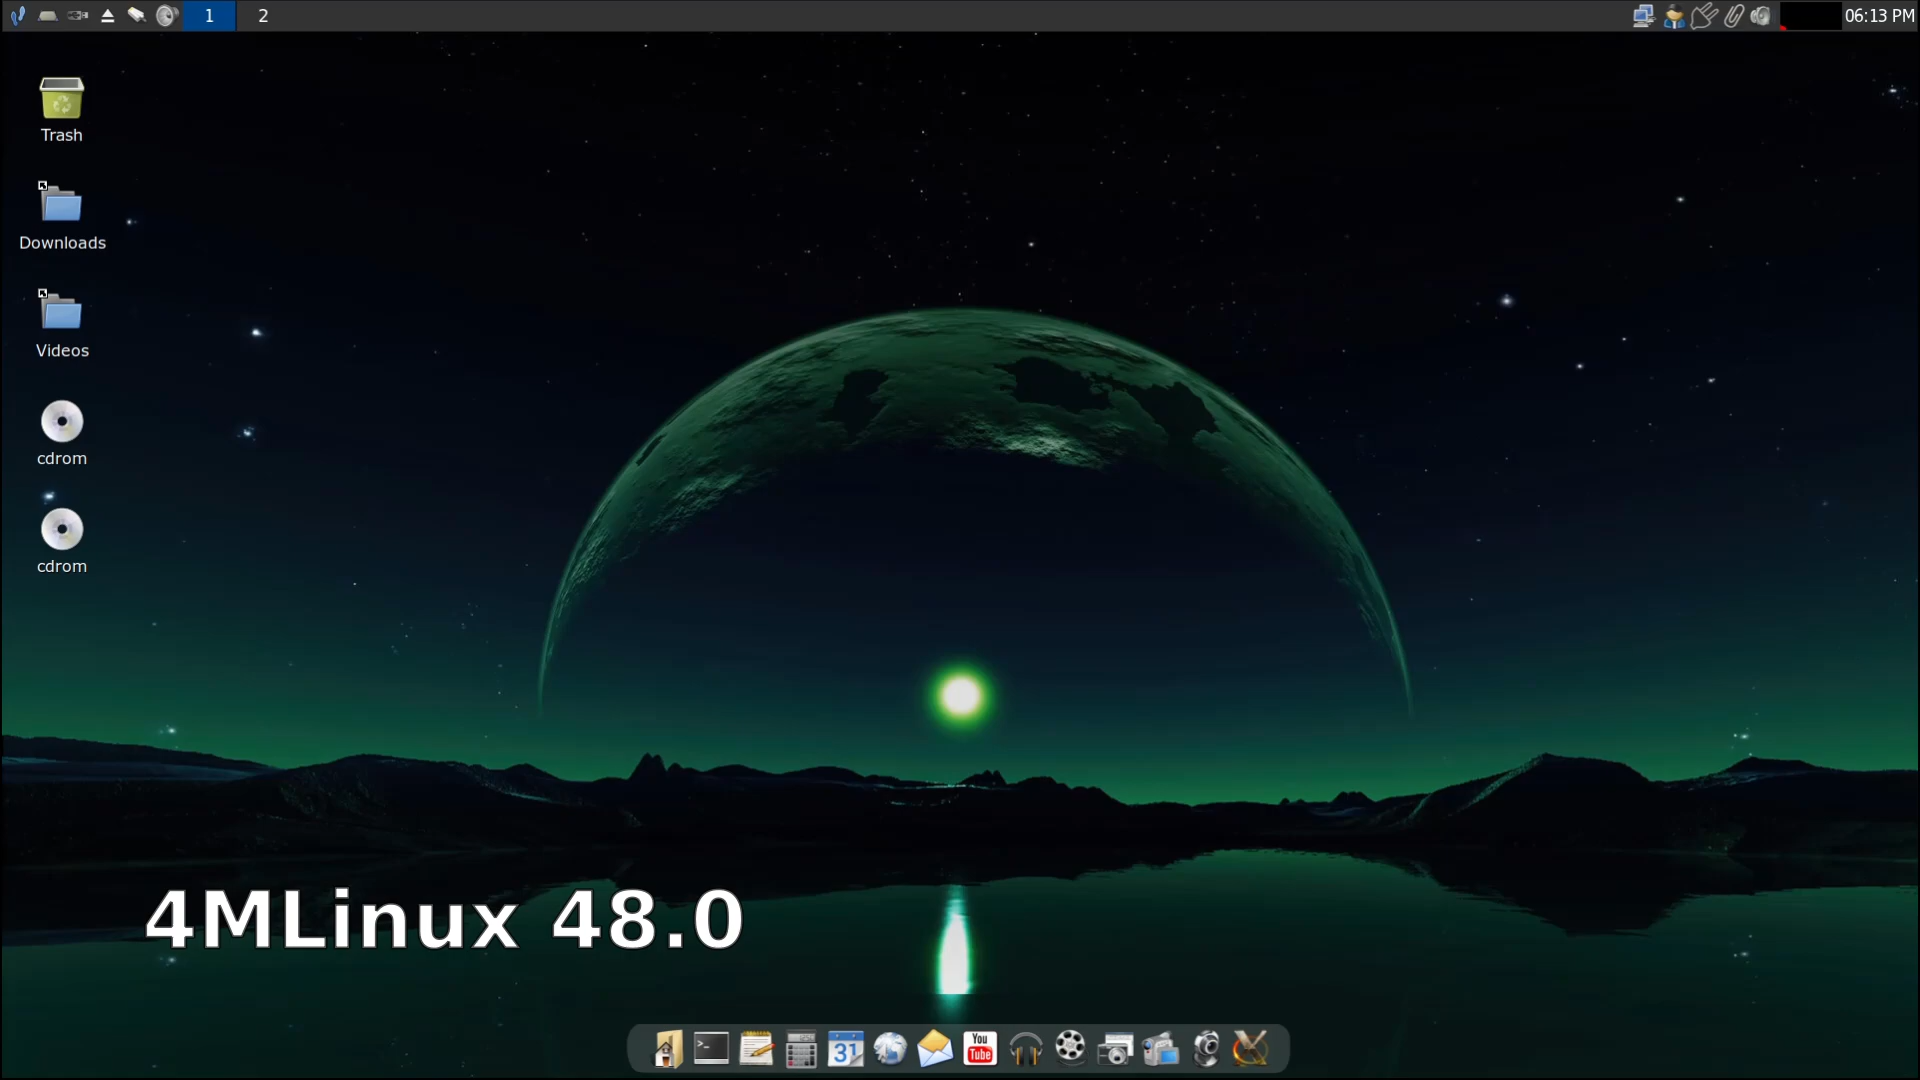 1
2
06:13 PM
Trash
Downloads
Videos
cdrom
cdrom
4MLinux 48.0
>_
31
You
Tube